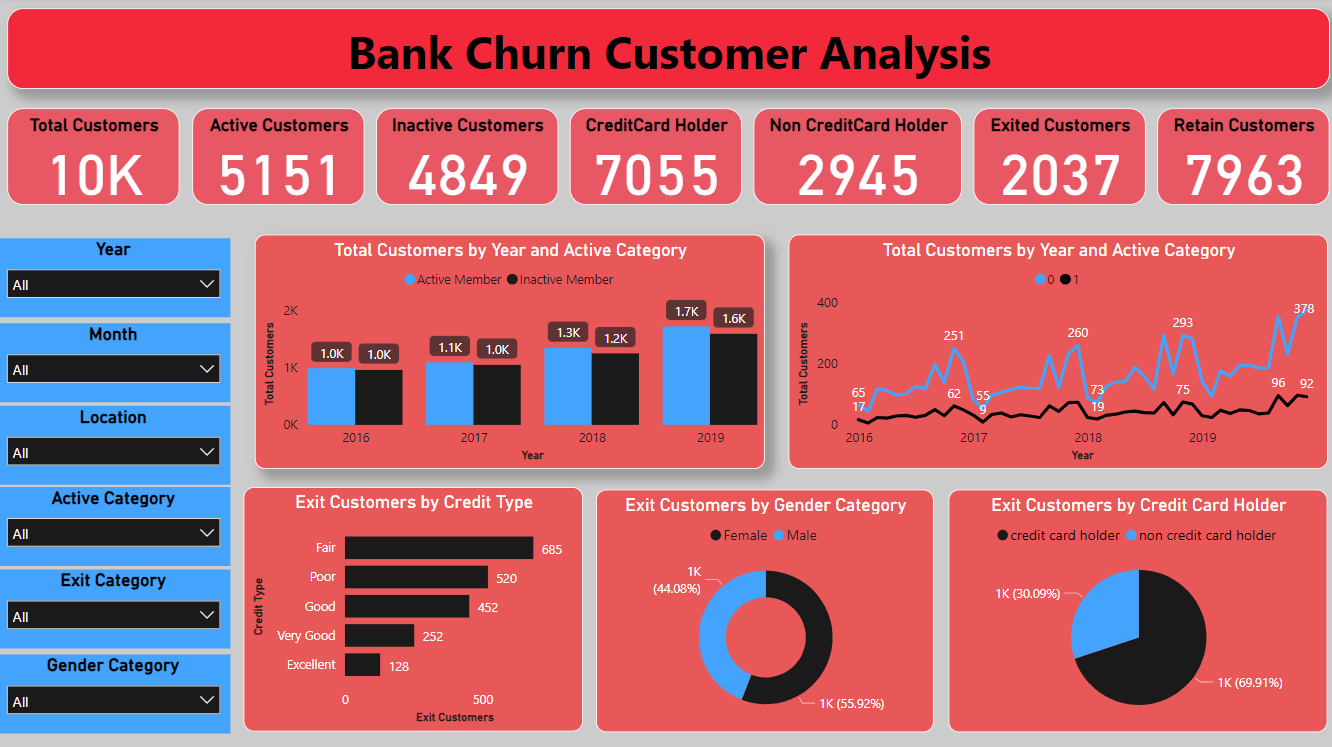 Bank Churn Customer Analysis
Total Customers
10K
Active Customers
5151
Inactive Customers
4849
CreditCard Holder
7055
Non CreditCard Holder
2945
Exited Customers
2037
Retain Customers
7963
Year
All
Month
All
Location
All
Active Category
All
Exit Category
All
Gender Category
All
Total Customers by Year and Active Category
Active Member Inactive Member
Total Customers
2K
1K
0K
1.0K 1.0K
1.1K 1.0K
1.3K 1.2K
1.7K 1.6K
2016 2017 2018 2019
Year
Total Customers by Year and Active Category
0 1
Total Customers
400
200
0
65
17
251
62
55
9
260
73
19
293
75
96
378
92
2016 2017 2018 2019
Year
Exit Customers by Credit Type
Credit Type
Fair 685
Poor 520
Good 452
Very Good 252
Excellent 128
0 500
Exit Customers
Exit Customers by Gender Category
Female Male
1K
(44.08%)
1K (55.92%)
Exit Customers by Credit Card Holder
credit card holder non credit card holder
1K (30.09%)
1K (69.91%)